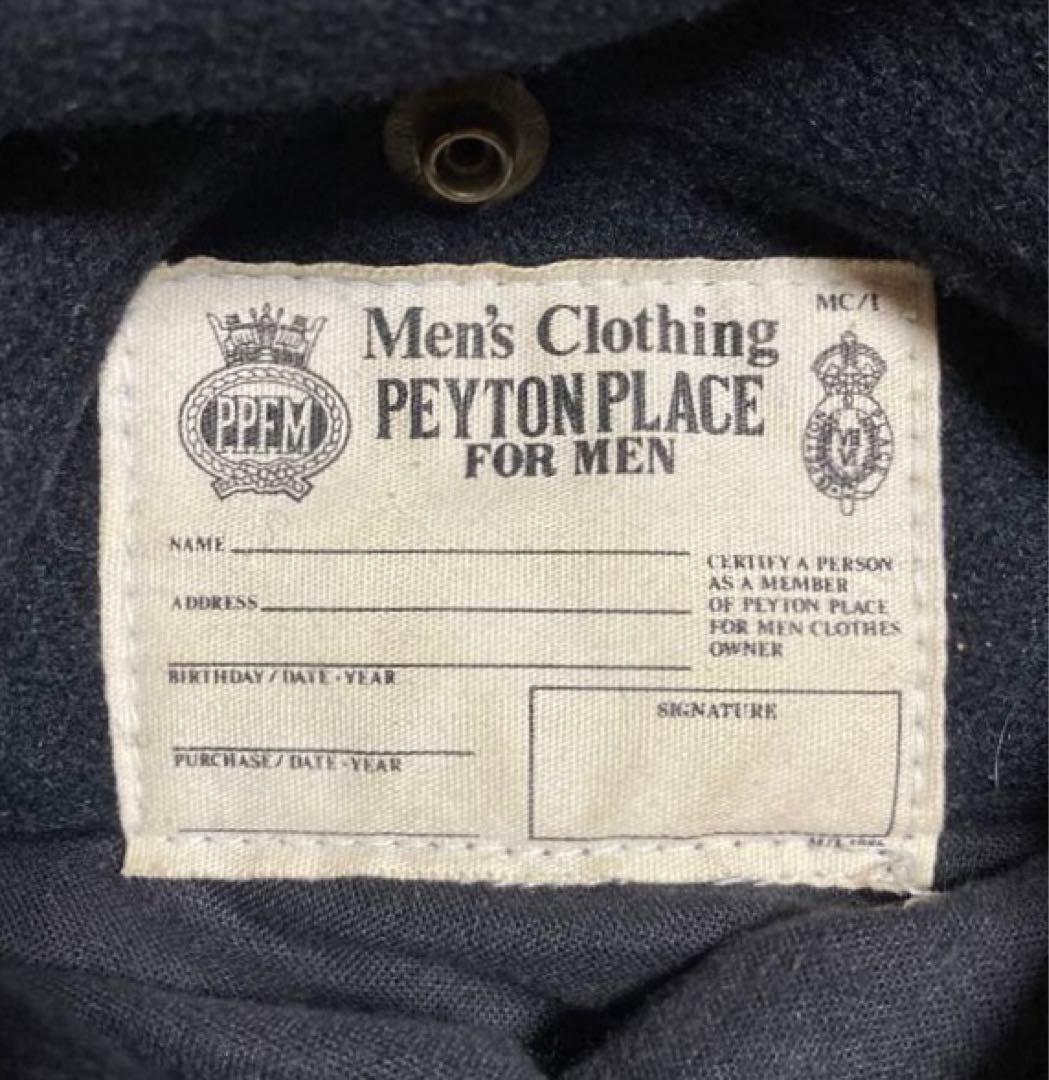 MC/I
Men's Clothing
PEYTON PLACE
FOR MEN
PPFM
NAME
ADDRESS
CERTIFY A PERSON
AS A MEMBER
OF PEYTON PLACE
FOR MEN CLOTHES
OWNER
BIRTHDAY / DATE · YEAR
SIGNATURE
PURCHASE / DATE · YEAR